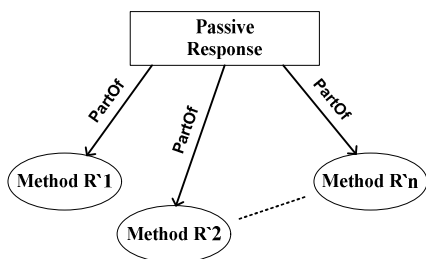 Passive
Response
PartOf
PartOf
PartOf
Method R`1
Method R`2
Method R`n